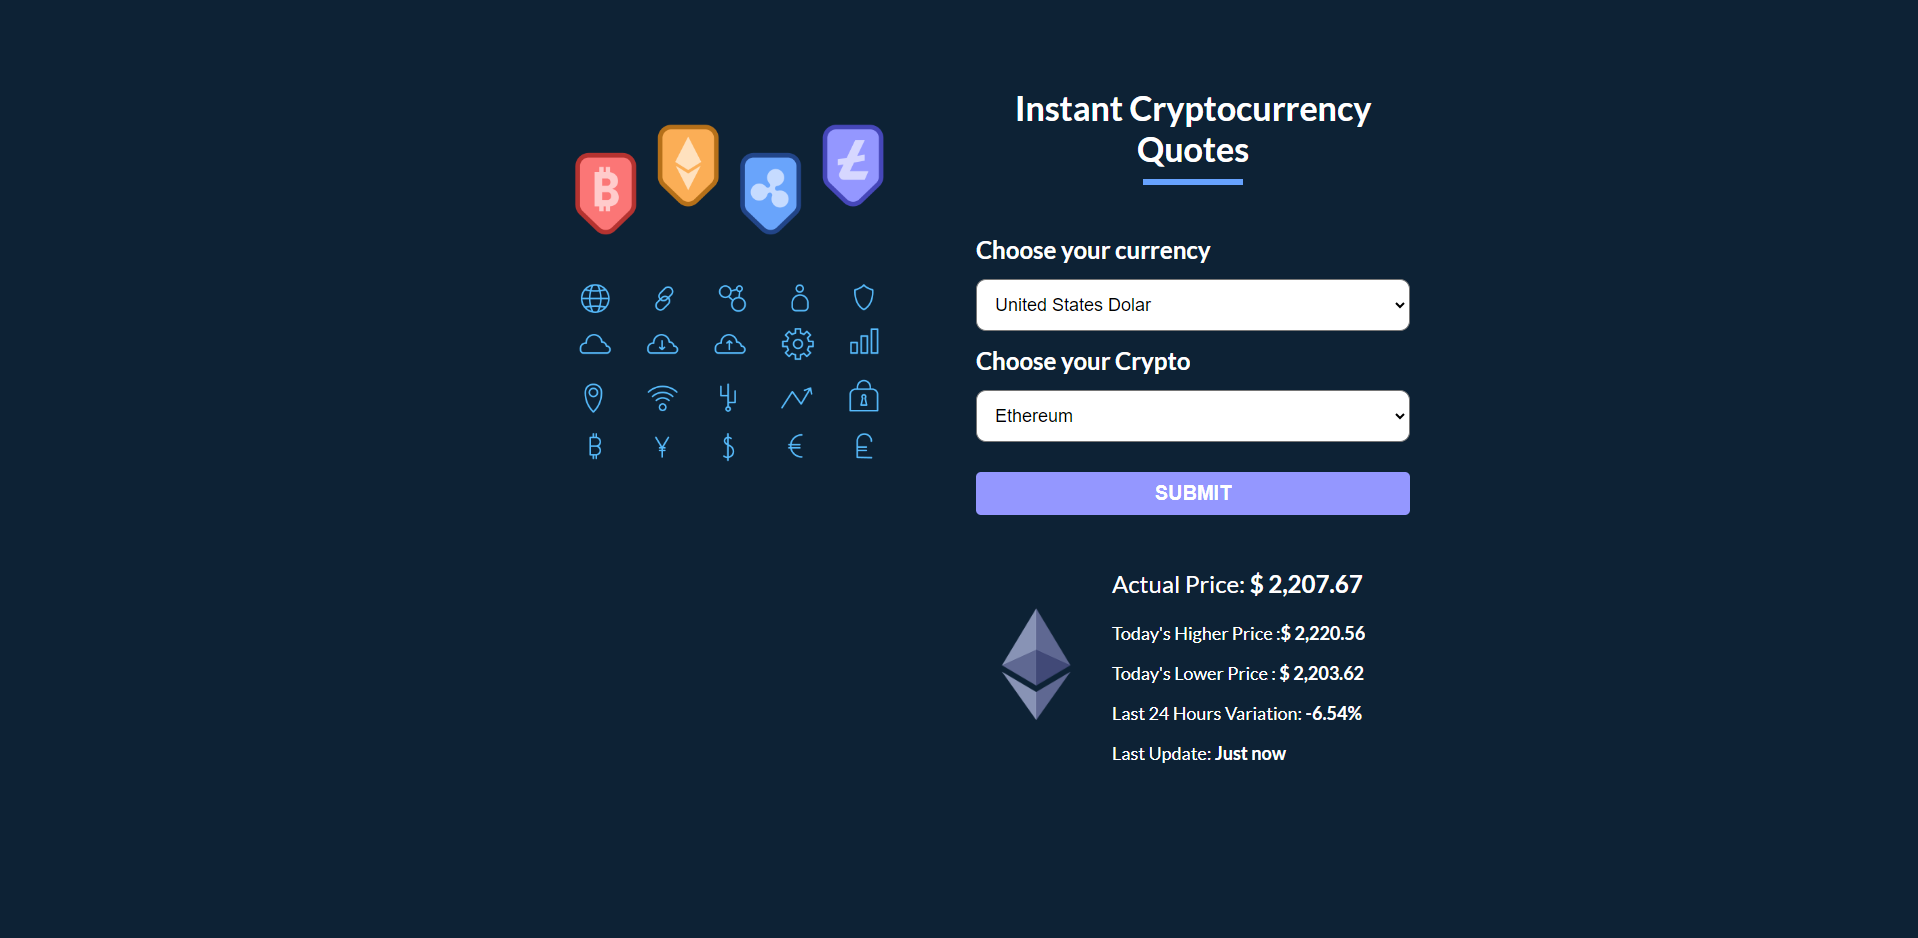 Instant Cryptocurrency
Quotes
Choose your currency
United States Dolar
Choose your Crypto
Ethereum
SUBMIT
Actual Price: $ 2,207.67
Today's Higher Price :$ 2,220.56
Today's Lower Price : $ 2,203.62
Last 24 Hours Variation: -6.54%
Last Update: Just now